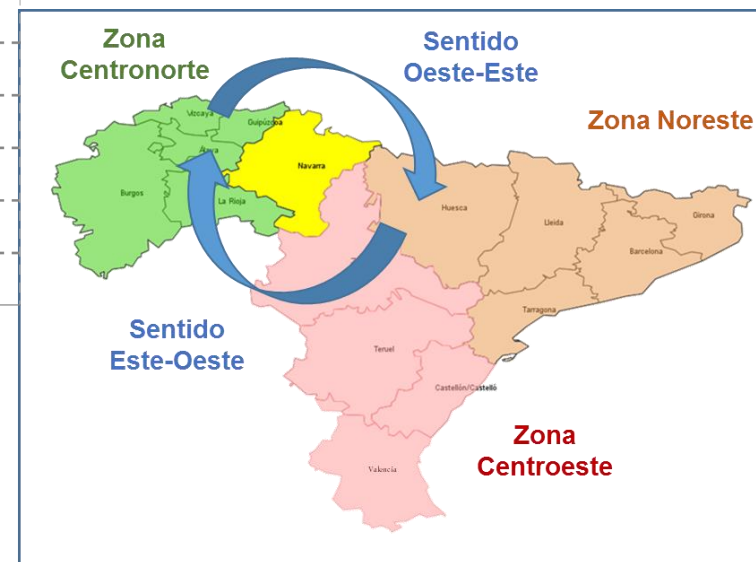 Zona
Centronorte
Sentido
Oeste-Este
Zona Noreste
Vizcaya
Guipúzcoa
Álava
Navarra
Burgos
La Rioja
Huesca
Lleida
Girona
Barcelona
Tarragona
Sentido
Este-Oeste
Teruel
Castellón/Castelló
Zona
Centroeste
Valencia